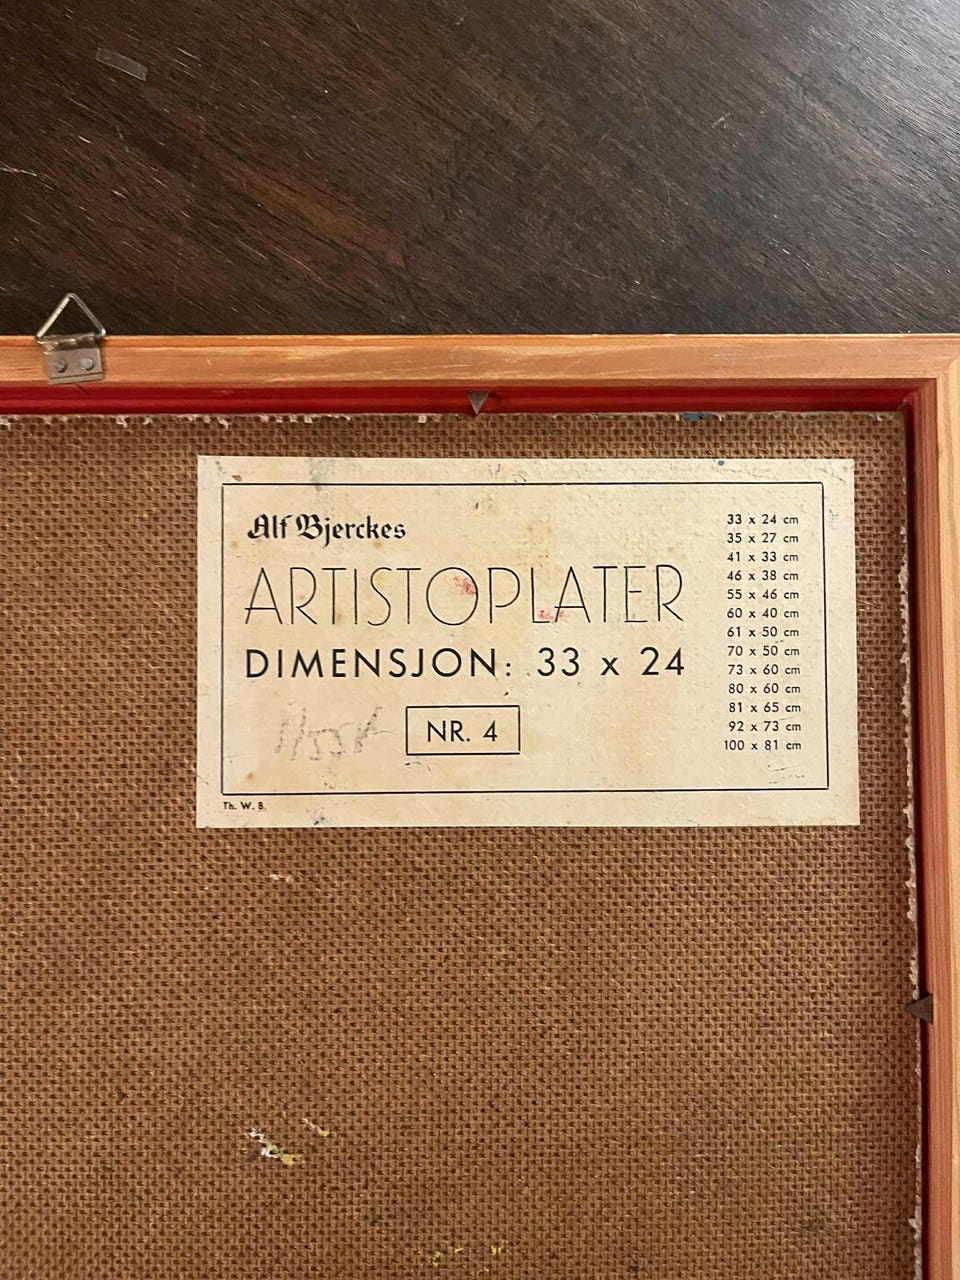 Alf Bjerckes
ARTISTOPLATER
DIMENSJON: 33 x 24
NR. 4
33 x 24 cm
35 x 27 cm
41 x 33 cm
46 x 38 cm
55 x 46 cm
60 x 40 cm
61 x 50 cm
70 x 50 cm
73 x 60 cm
80 x 60 cm
81 x 65 cm
92 x 73 cm
100 x 81 cm
Th. W. B.